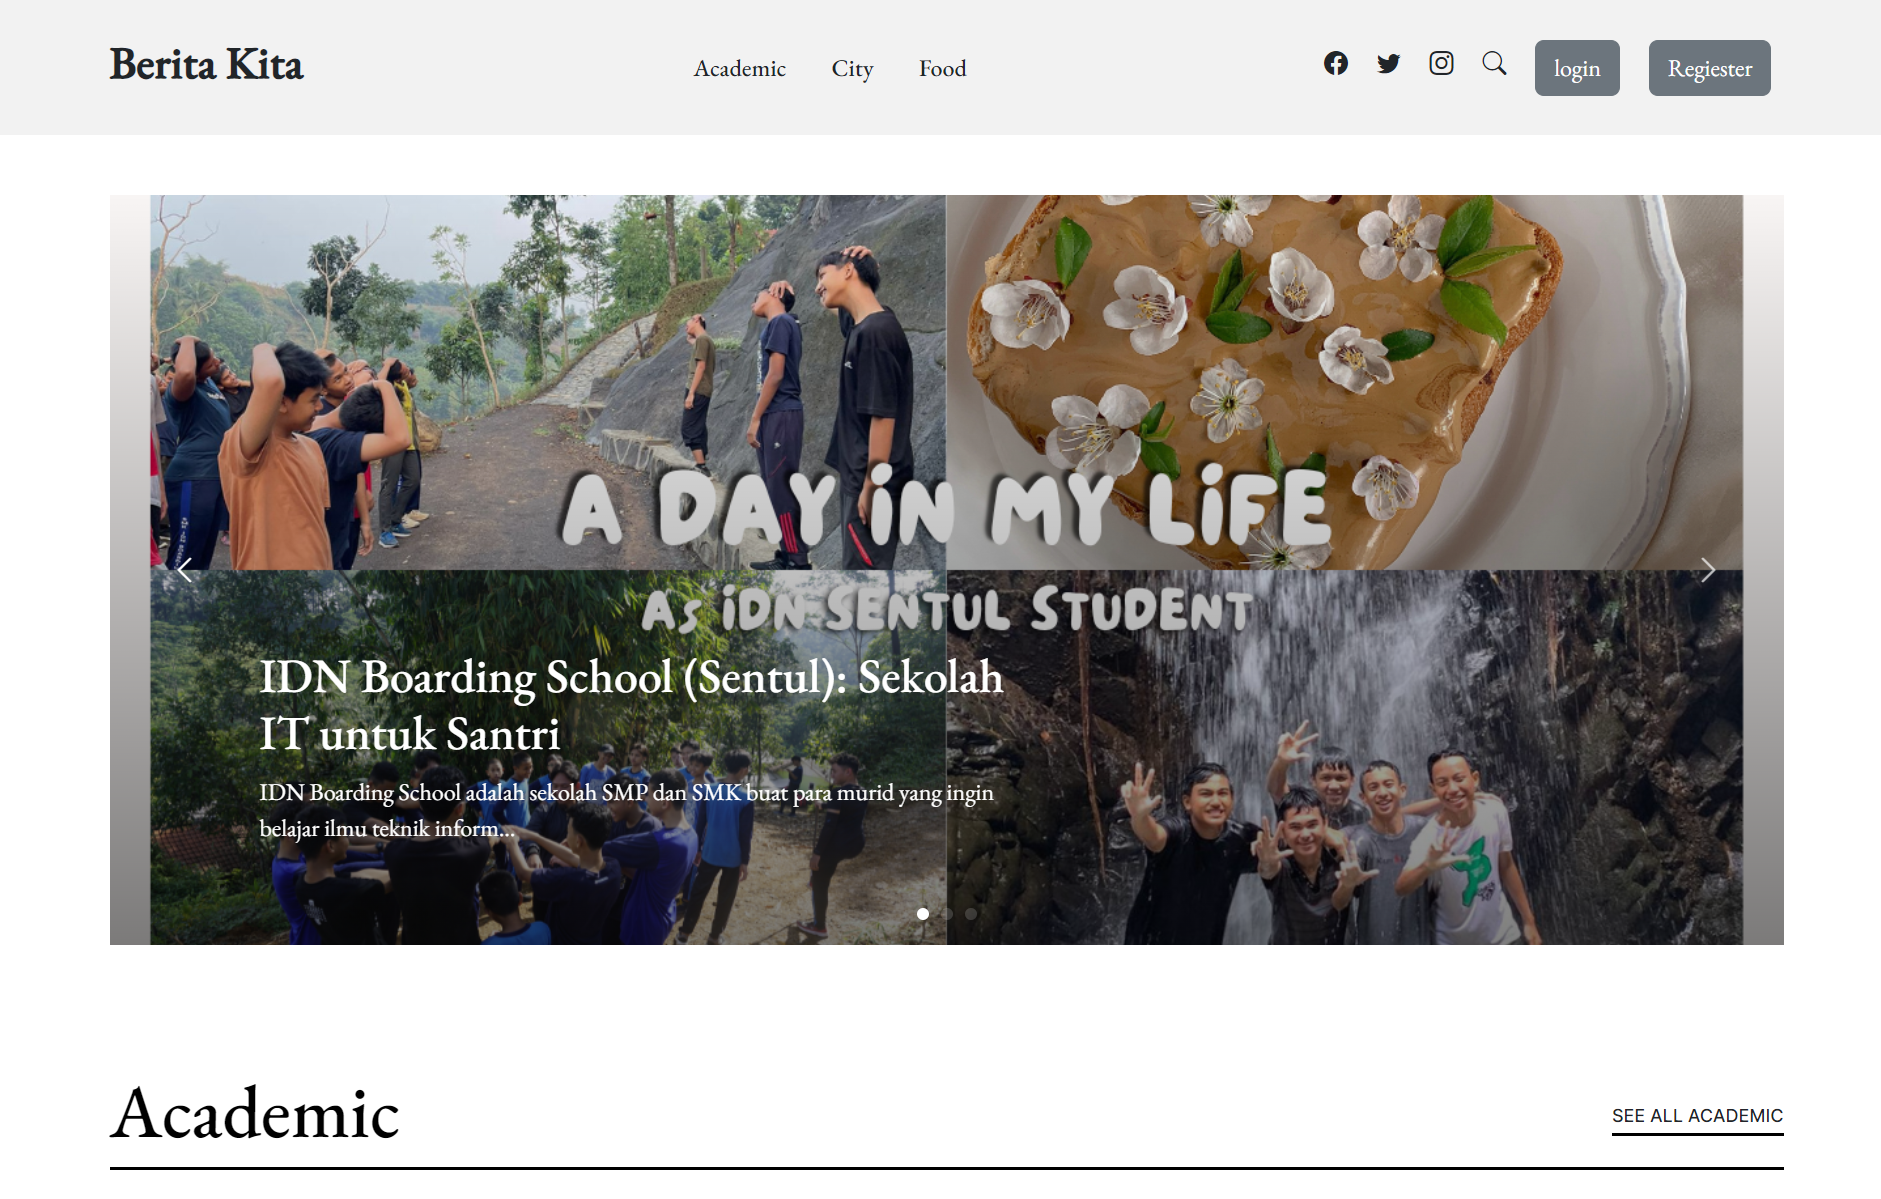 Berita Kita
Academic City Food
login Regiester
A DAY iN MY LiFE
AS iDN SENTUL STUDENT
IDN Boarding School (Sentul): Sekolah
IT untuk Santri
IDN Boarding School adalah sekolah SMP dan SMK buat para murid yang ingin
belajar ilmu teknik inform...
Academic
SEE ALL ACADEMIC